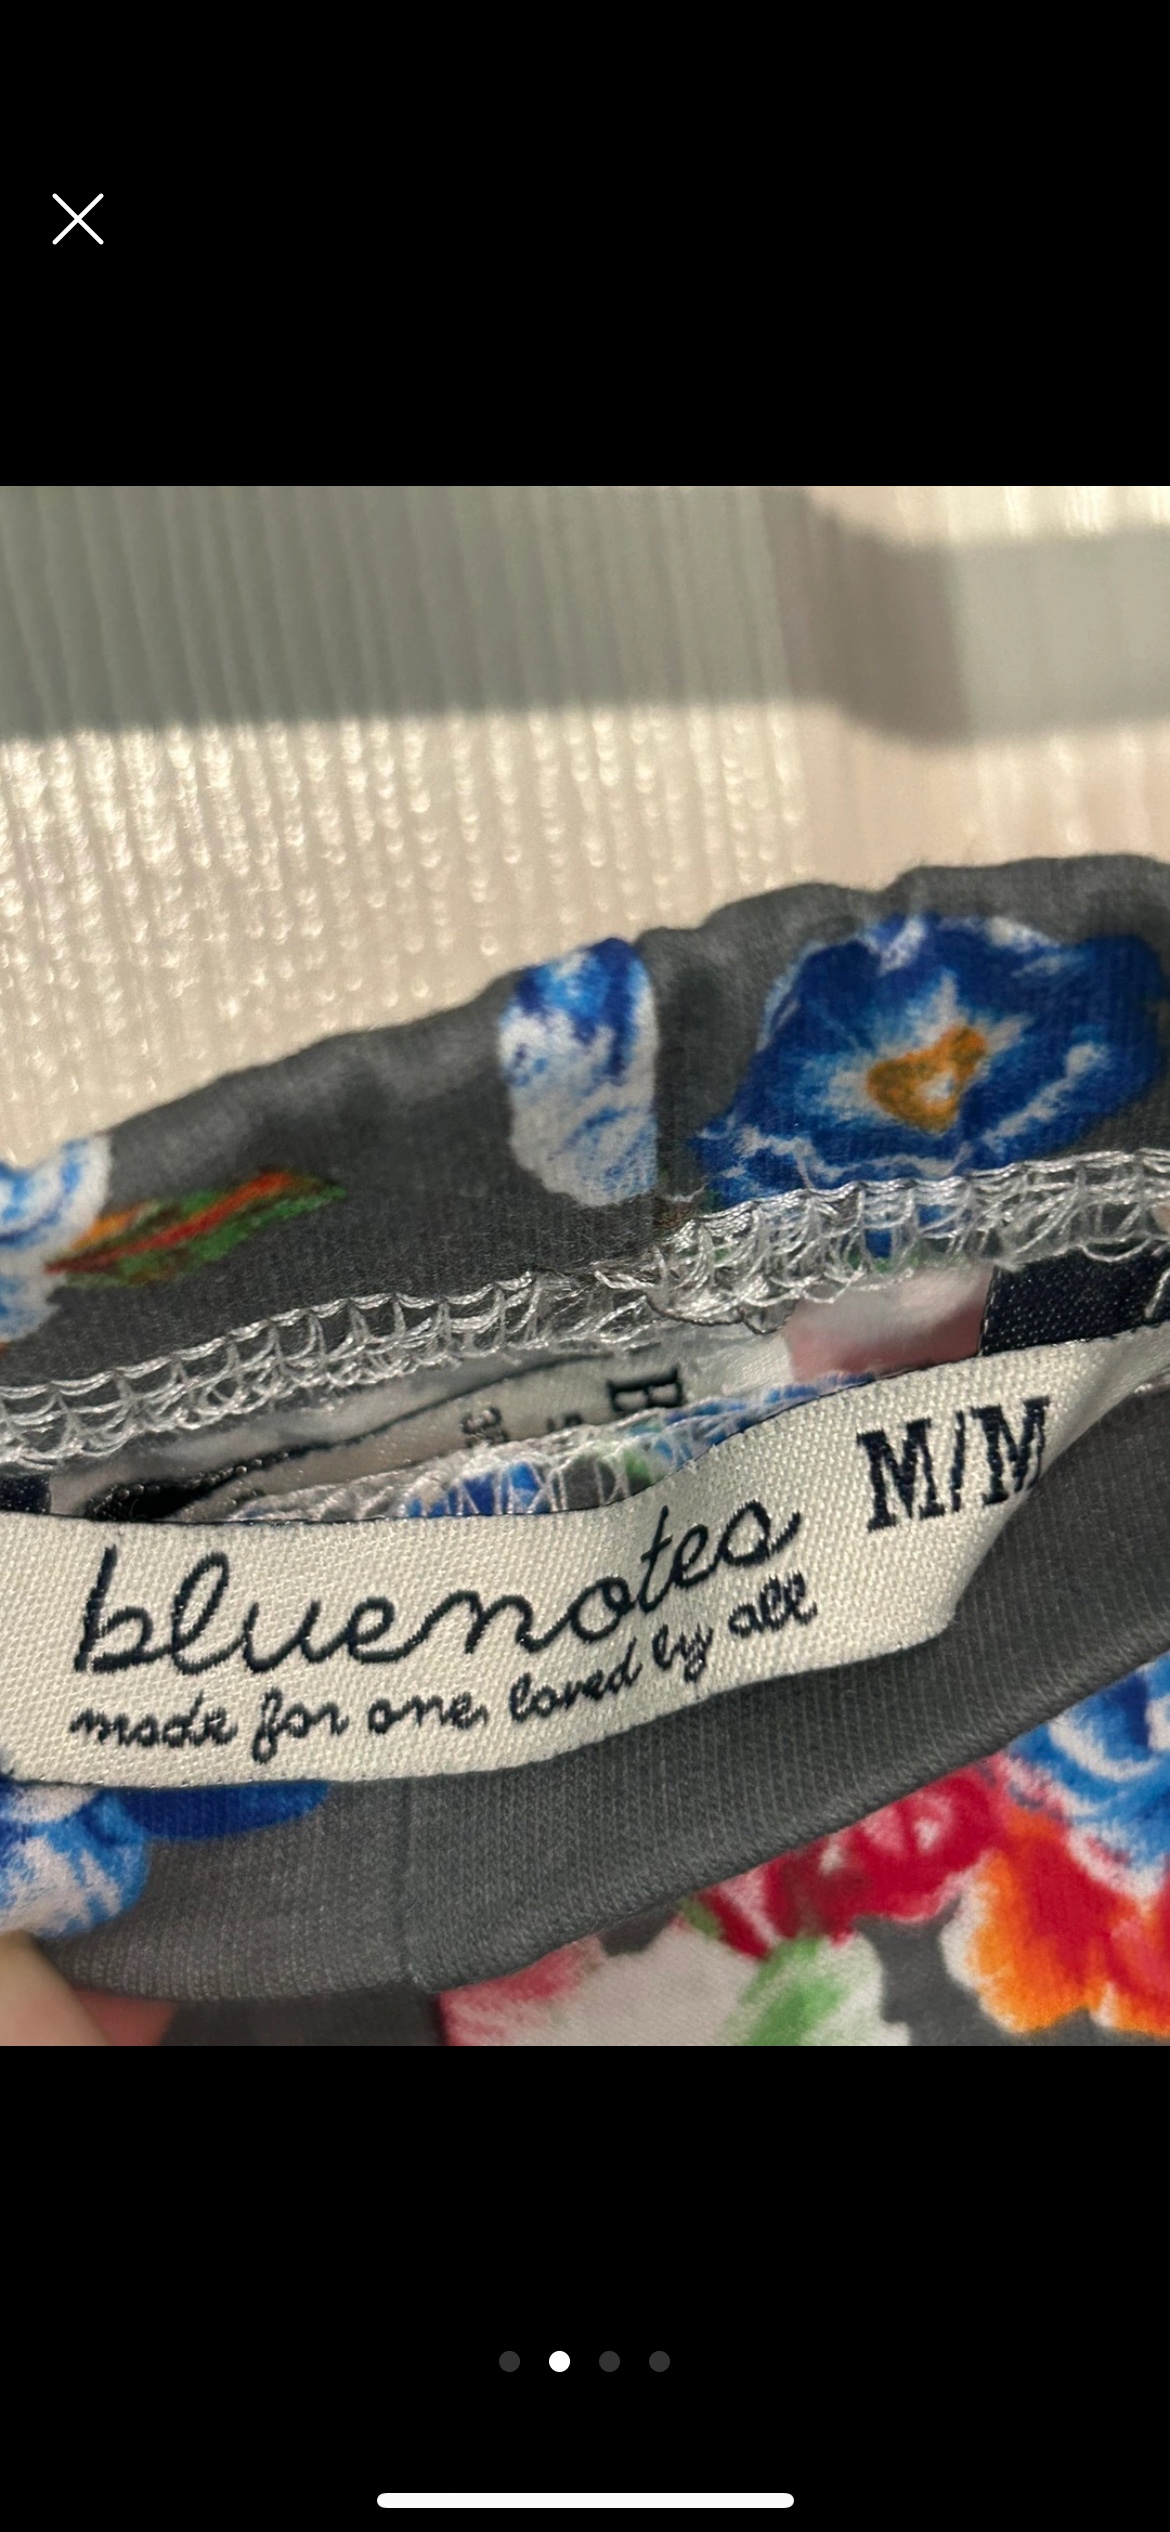 bluenotes M/M
made for one, loved by all